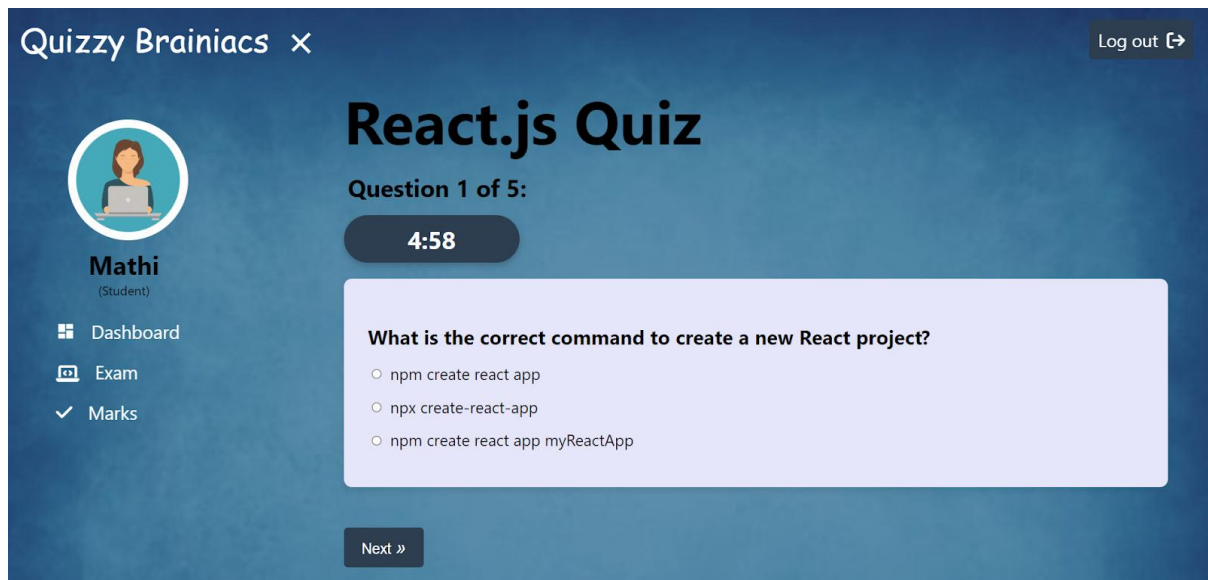 Quizzy Brainiacs ×
Log out
Mathi
(Student)
Dashboard
Exam
Marks
React.js Quiz
Question 1 of 5:
4:58
What is the correct command to create a new React project?
npm create react app
npx create-react-app
npm create react app myReactApp
Next »